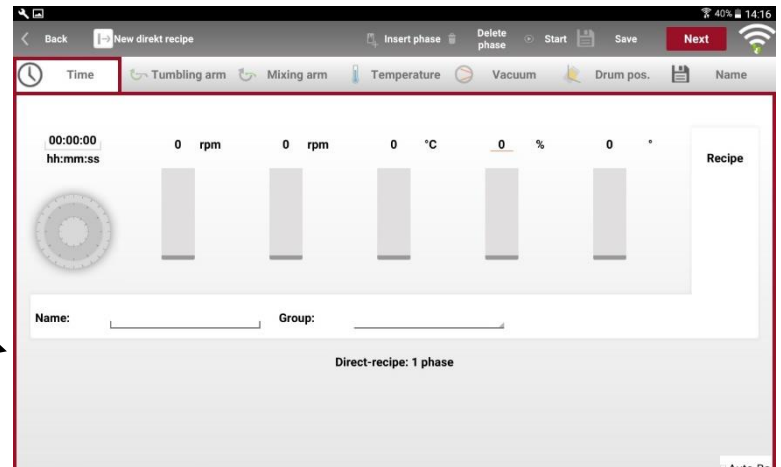 40% 14:16
Back New direkt recipe Insert phase Delete phase Start Save Next
Time Tumbling arm Mixing arm Temperature Vacuum Drum pos. Name
00:00:00 0 rpm 0 rpm 0 °C 0 % 0 °
hh:mm:ss
Recipe
Name: Group:
Direct-recipe: 1 phase